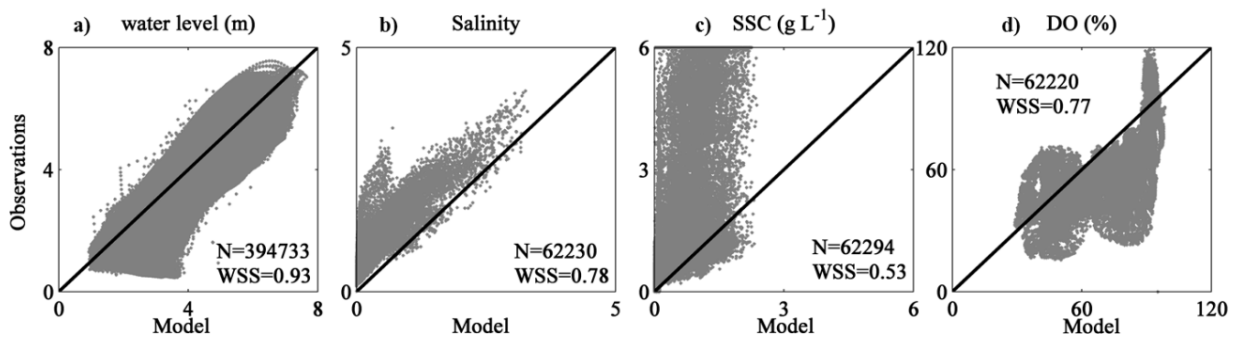 a) water level (m)
b) Salinity
c) SSC (g L⁻¹)
d) DO (%)
Observations
8
4
0
N=394733
WSS=0.93
0 4 8
Model
5
0
N=62230
WSS=0.78
0 5
Model
6
3
0
N=62294
WSS=0.53
0 3 6
Model
120
60
0
N=62220
WSS=0.77
0 60 120
Model